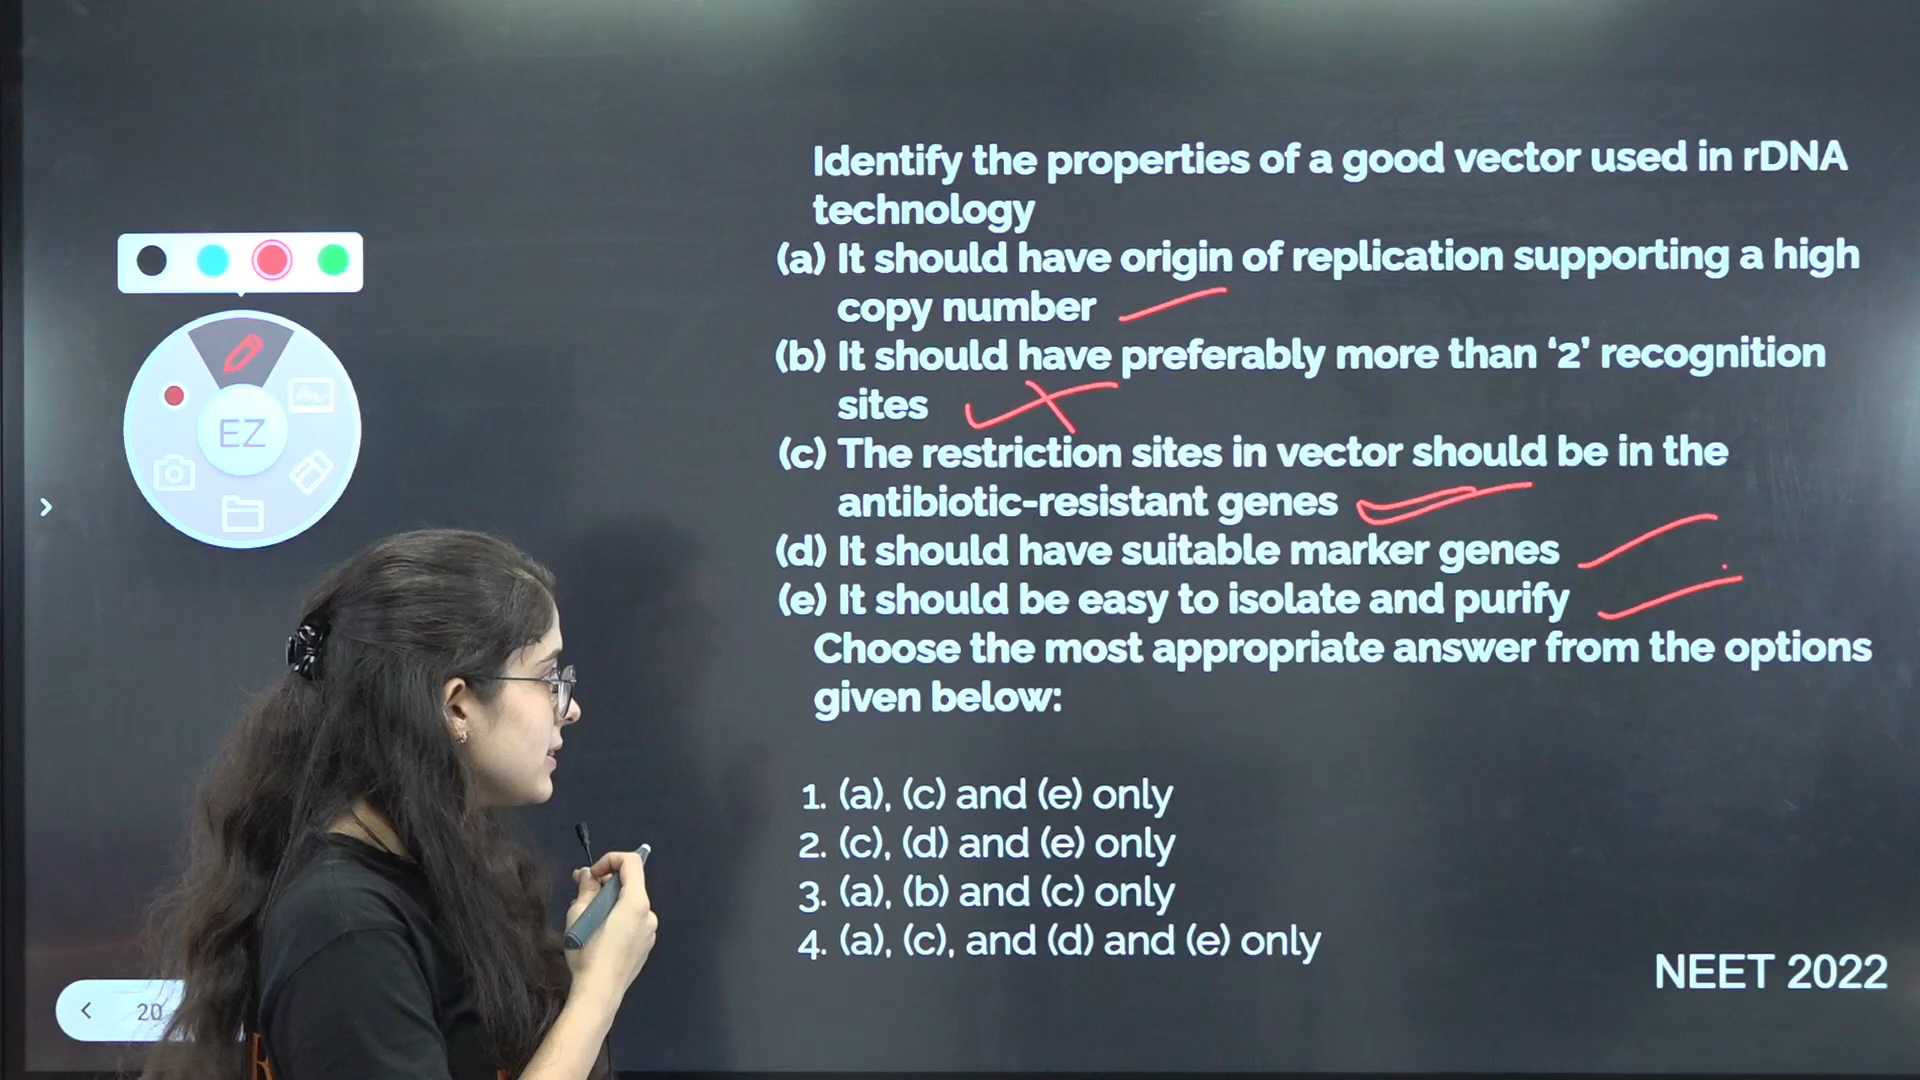 Identify the properties of a good vector used in rDNA
technology
(a) It should have origin of replication supporting a high
copy number
(b) It should have preferably more than ‘2’ recognition
sites
(c) The restriction sites in vector should be in the
antibiotic-resistant genes
(d) It should have suitable marker genes
(e) It should be easy to isolate and purify
Choose the most appropriate answer from the options
given below:
1. (a), (c) and (e) only
2. (c), (d) and (e) only
3. (a), (b) and (c) only
4. (a), (c), and (d) and (e) only
NEET 2022
EZ
20